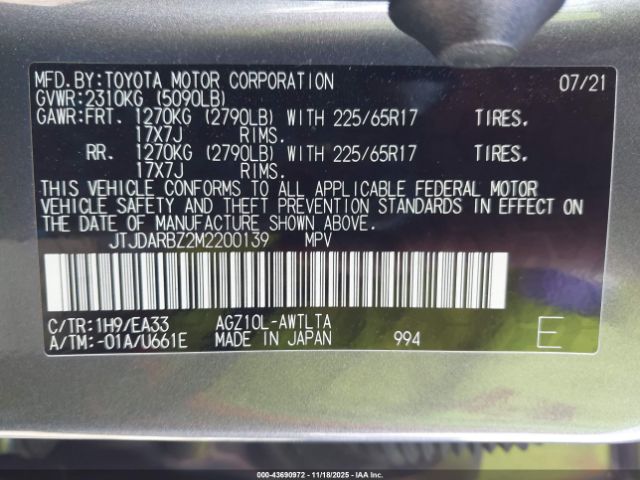 MFD.BY:TOYOTA MOTOR CORPORATION 07/21
GVWR:2310KG (5090LB)
GAWR:FRT. 1270KG (2790LB) WITH 225/65R17 TIRES.
17X7J RIMS.
RR. 1270KG (2790LB) WITH 225/65R17 TIRES.
17X7J RIMS.
THIS VEHICLE CONFORMS TO ALL APPLICABLE FEDERAL MOTOR
VEHICLE SAFETY AND THEFT PREVENTION STANDARDS IN EFFECT ON
THE DATE OF MANUFACTURE SHOWN ABOVE.
JTJDARBZ2M2200139 MPV
C/TR:1H9/EA33 AGZ10L-AWTLTA
A/TM:-01A/U661E MADE IN JAPAN 994 E
000-43690972 - 11/18/2025 - IAA, Inc.